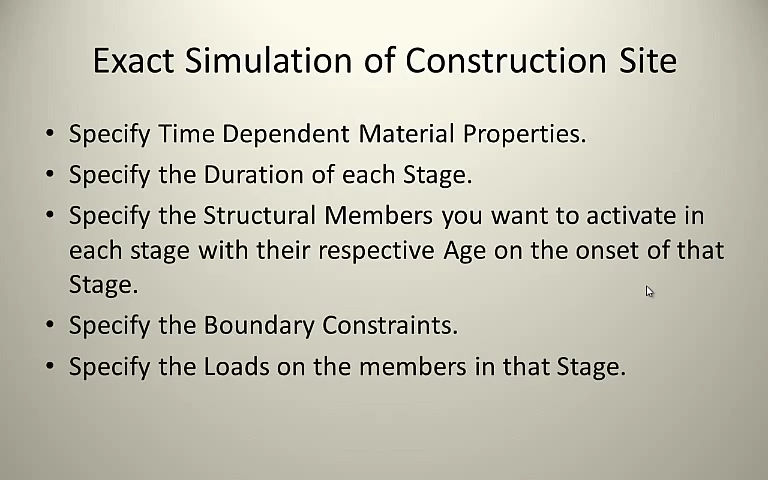 Exact Simulation of Construction Site
• Specify Time Dependent Material Properties.
• Specify the Duration of each Stage.
• Specify the Structural Members you want to activate in
each stage with their respective Age on the onset of that
Stage.
• Specify the Boundary Constraints.
• Specify the Loads on the members in that Stage.